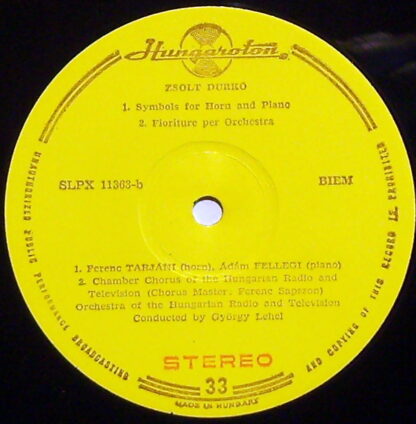 Hungaroton
ZSOLT DURKÓ
1. Symbols for Horn and Piano
2. Fioriture per Orchestra
SLPX 11363-b
BIEM
1. Ferenc TARJÁNI (horn), Ádám FELLEGI (piano)
2. Chamber Chorus of the Hungarian Radio and
Television (Chorus Master: Ferenc Sapszon)
Orchestra of the Hungarian Radio and Television
Conducted by György Lehel
STEREO
33
MADE IN HUNGARY
UNAUTHORIZED PUBLIC PERFORMANCE BROADCASTING
AND COPYING OF THIS RECORD IS PROHIBITED